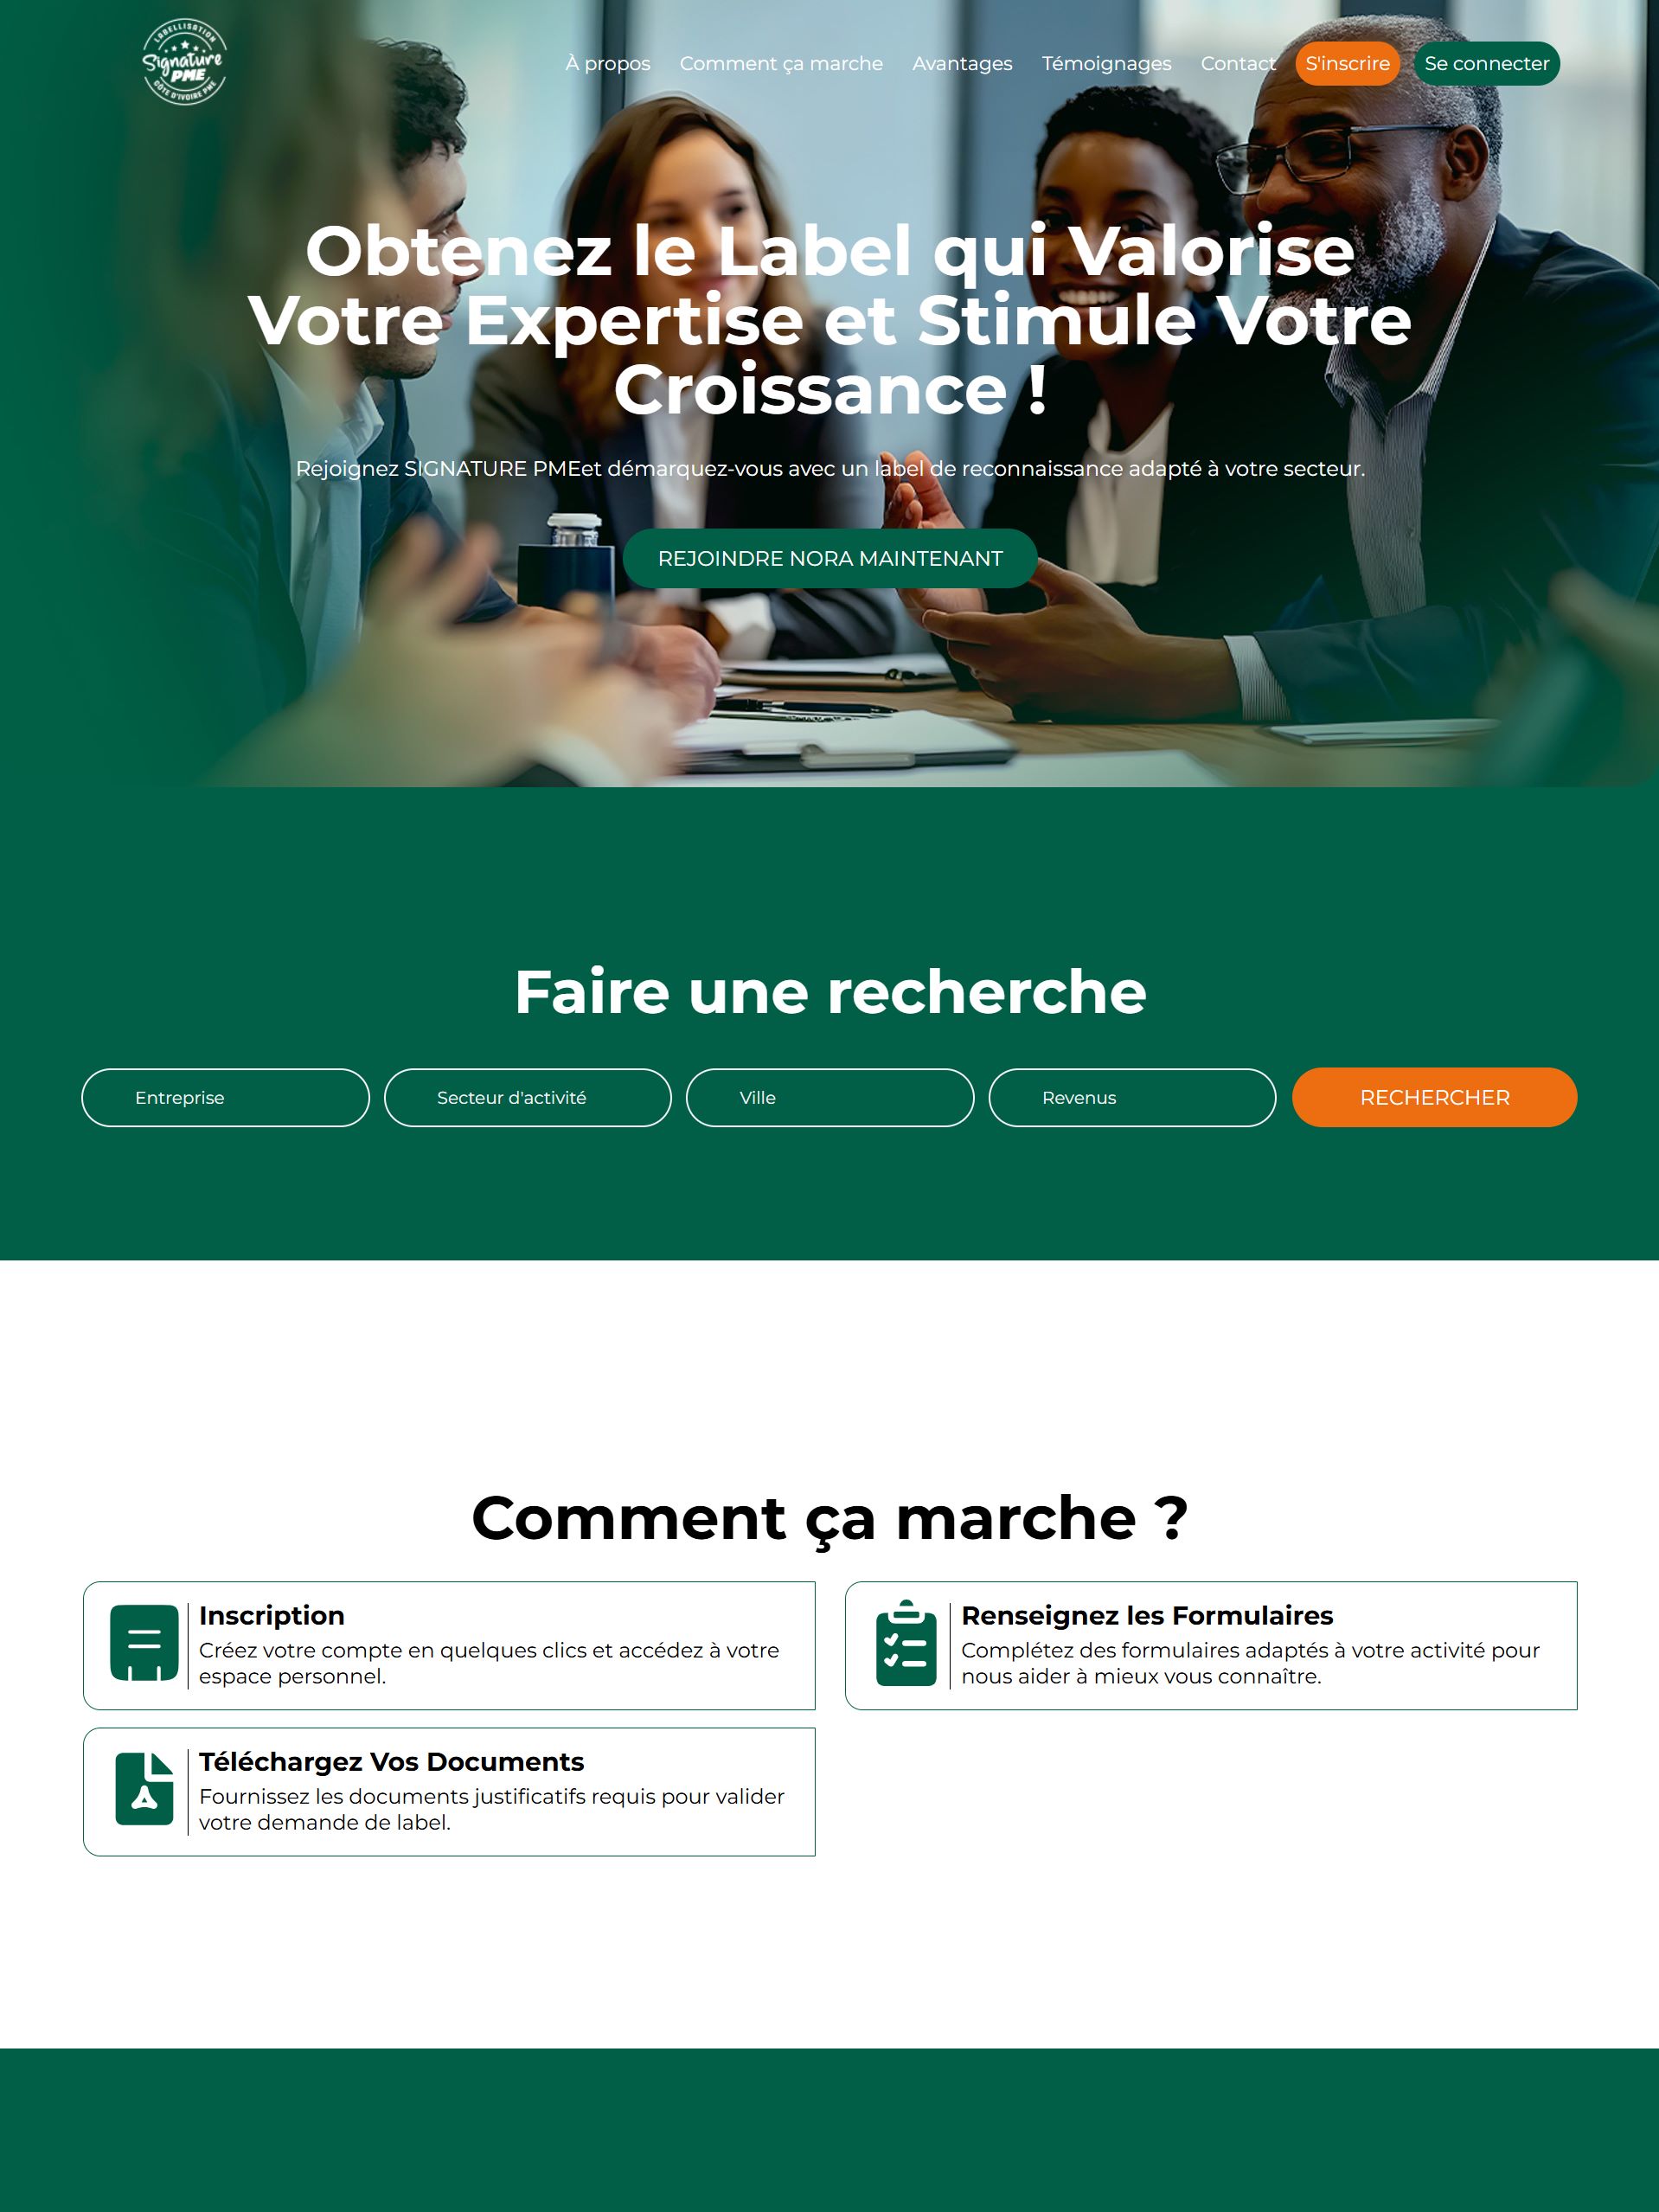 LABELLISATION
Signature
PME
CÔTE D'IVOIRE PME
À propos
Comment ça marche
Avantages
Témoignages
Contact
S'inscrire
Se connecter
Obtenez le Label qui Valorise
Votre Expertise et Stimule Votre
Croissance !
Rejoignez SIGNATURE PMEet démarquez-vous avec un label de reconnaissance adapté à votre secteur.
REJOINDRE NORA MAINTENANT
Faire une recherche
Entreprise
Secteur d'activité
Ville
Revenus
RECHERCHER
Comment ça marche ?
Inscription
Créez votre compte en quelques clics et accédez à votre
espace personnel.
Renseignez les Formulaires
Complétez des formulaires adaptés à votre activité pour
nous aider à mieux vous connaître.
Téléchargez Vos Documents
Fournissez les documents justificatifs requis pour valider
votre demande de label.